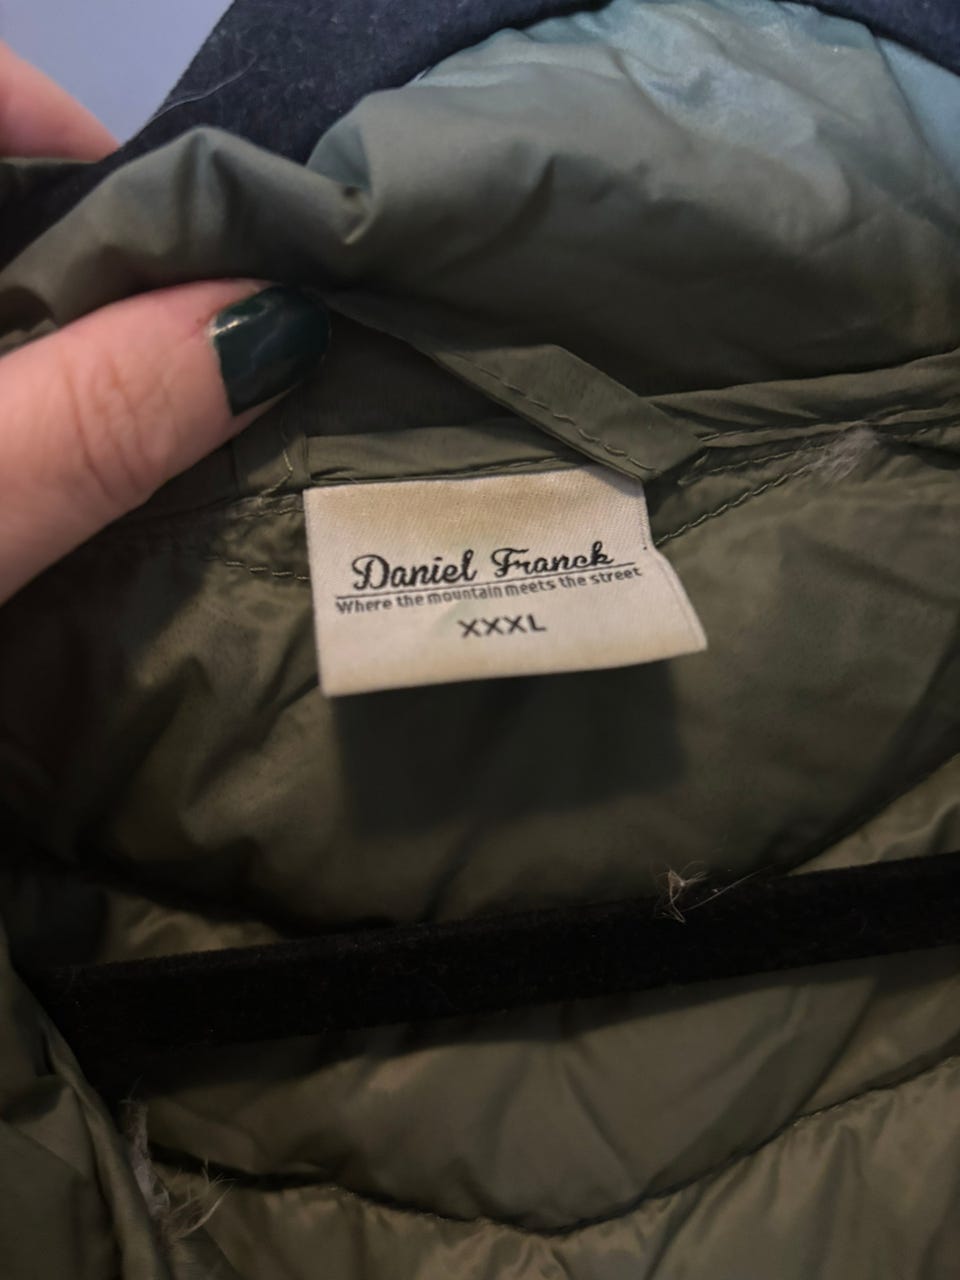 Daniel Franck
Where the mountain meets the street
XXXL